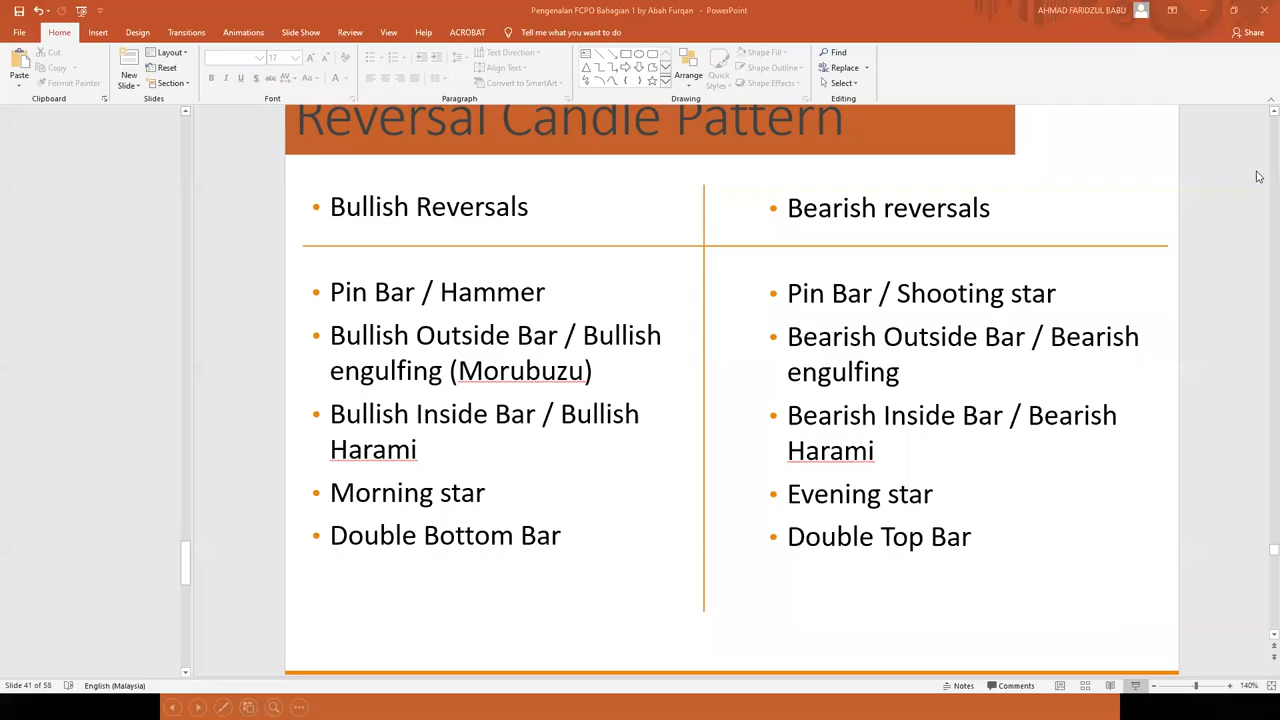 Pengenalan FCPO Bahagian 1 by Abah Furqan - PowerPoint
AHMAD FARIDZUL BABU
File Home Insert Design Transitions Animations Slide Show Review View Help ACROBAT Tell me what you want to do Share
Paste
Cut
Copy
Format Painter
Clipboard
New
Slide
Layout
Reset
Section
Slides
17
Font
Text Direction
Align Text
Convert to SmartArt
Paragraph
Arrange
Quick
Styles
Shape Fill
Shape Outline
Shape Effects
Drawing
Find
Replace
Select
Editing
Reversal Candle Pattern
• Bullish Reversals
• Pin Bar / Hammer
• Bullish Outside Bar / Bullish
engulfing (Morubuzu)
• Bullish Inside Bar / Bullish
Harami
• Morning star
• Double Bottom Bar
• Bearish reversals
• Pin Bar / Shooting star
• Bearish Outside Bar / Bearish
engulfing
• Bearish Inside Bar / Bearish
Harami
• Evening star
• Double Top Bar
Slide 41 of 58 English (Malaysia) Notes Comments 140%